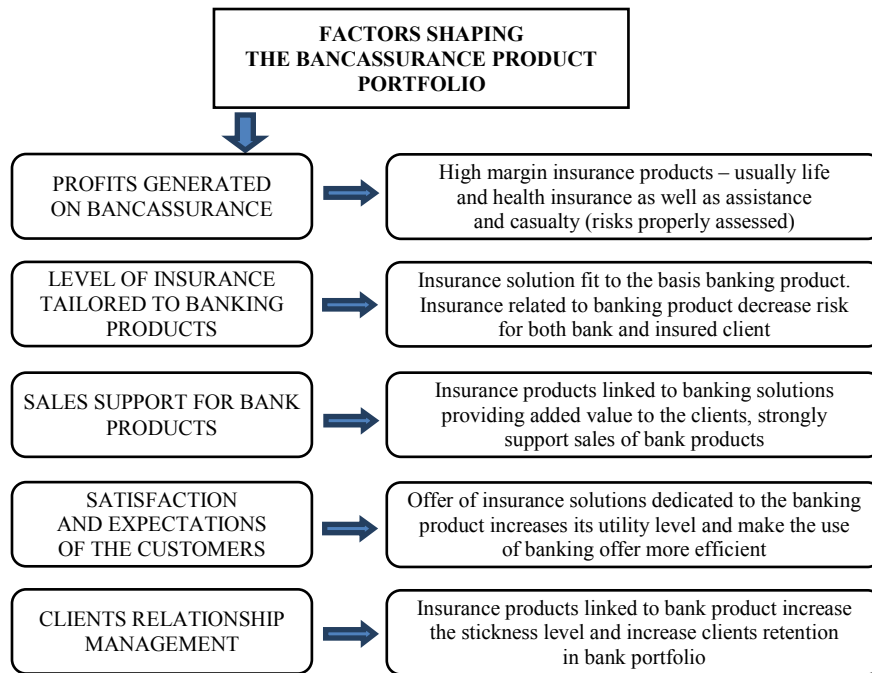 FACTORS SHAPING
THE BANCASSURANCE PRODUCT
PORTFOLIO
PROFITS GENERATED
ON BANCASSURANCE
High margin insurance products – usually life
and health insurance as well as assistance
and casualty (risks properly assessed)
LEVEL OF INSURANCE
TAILORED TO BANKING
PRODUCTS
Insurance solution fit to the basis banking product.
Insurance related to banking product decrease risk
for both bank and insured client
SALES SUPPORT FOR BANK
PRODUCTS
Insurance products linked to banking solutions
providing added value to the clients, strongly
support sales of bank products
SATISFACTION
AND EXPECTATIONS
OF THE CUSTOMERS
Offer of insurance solutions dedicated to the banking
product increases its utility level and make the use
of banking offer more efficient
CLIENTS RELATIONSHIP
MANAGEMENT
Insurance products linked to bank product increase
the stickness level and increase clients retention
in bank portfolio